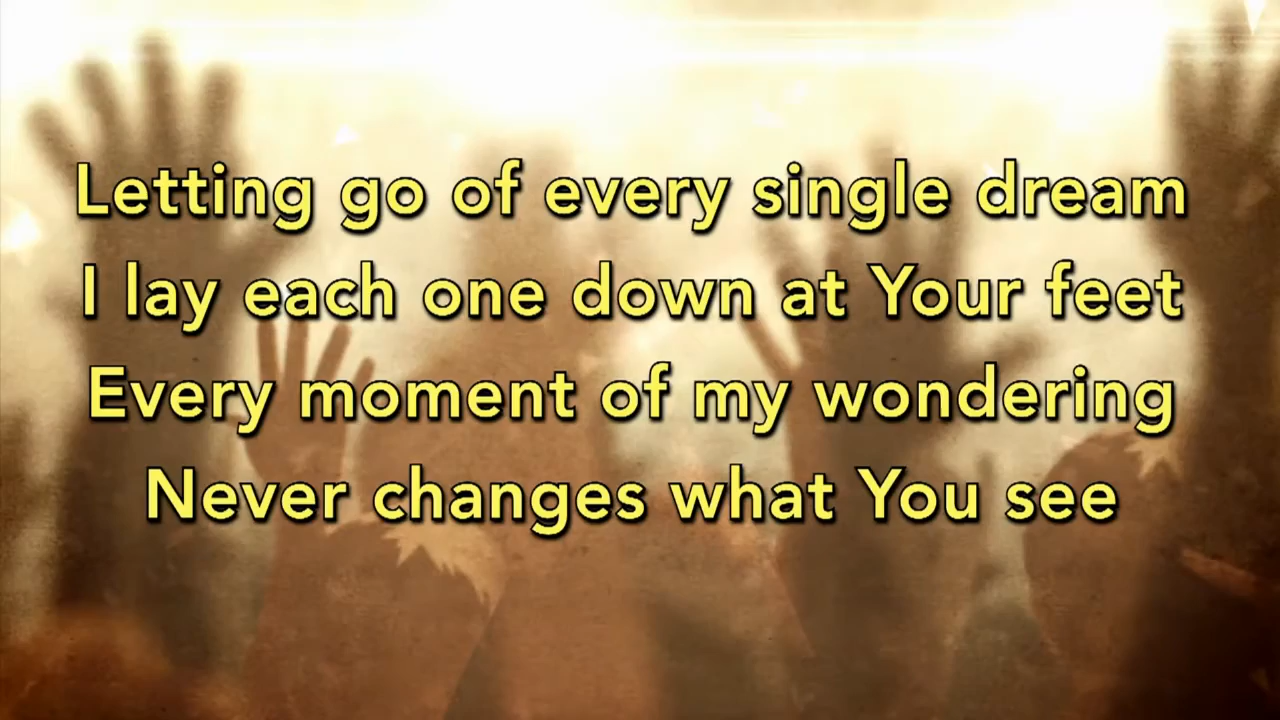 Letting go of every single dream
I lay each one down at Your feet
Every moment of my wondering
Never changes what You see